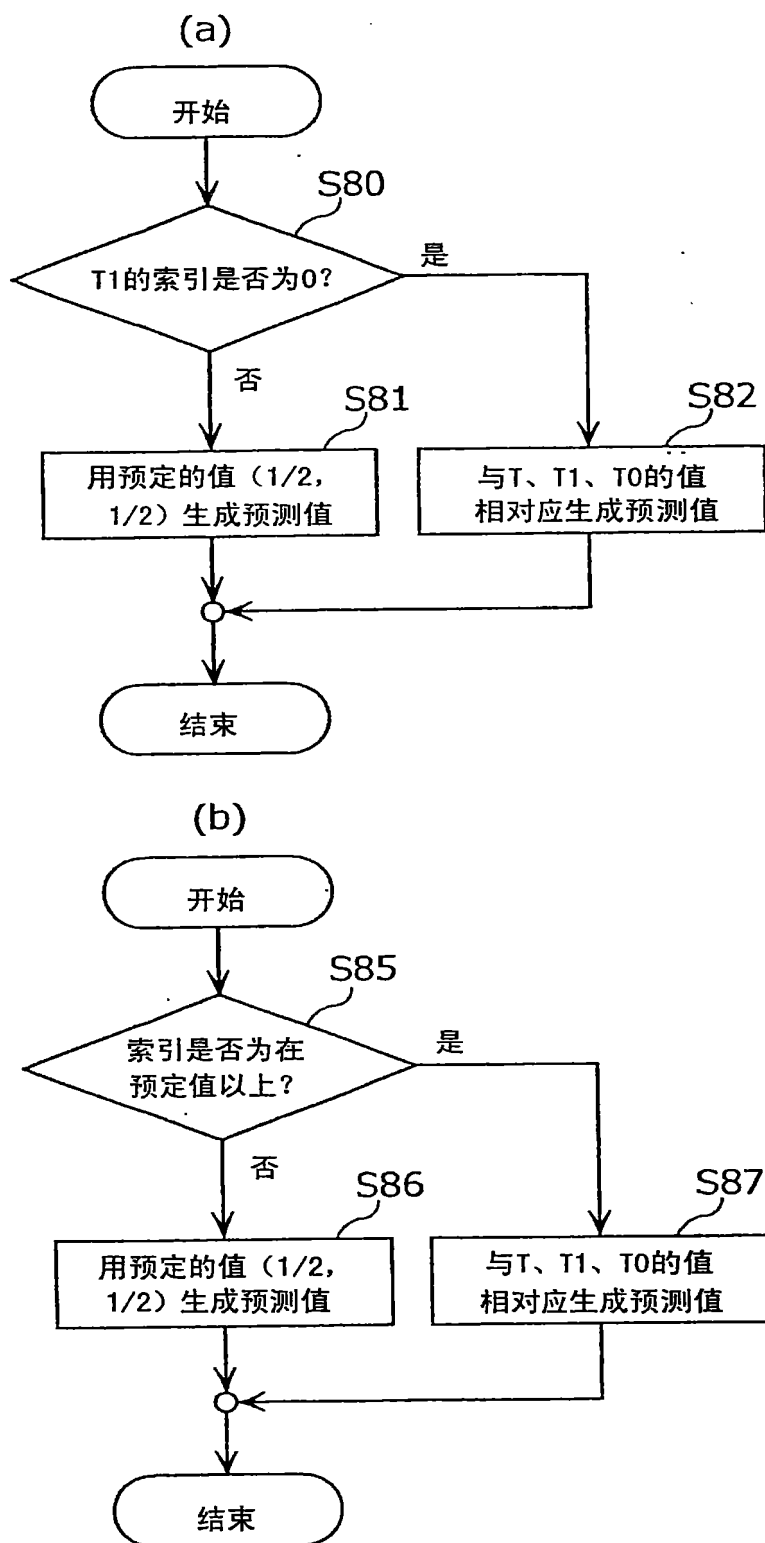 (a)
开始
S80
T1的索引是否为0?
是
否
S81
S82
用预定的值（1/2,
1/2）生成预测值
与T、T1、T0的值
相对应生成预测值
结束
(b)
开始
S85
索引是否为在
预定值以上?
是
否
S86
S87
用预定的值（1/2,
1/2）生成预测值
与T、T1、T0的值
相对应生成预测值
结束